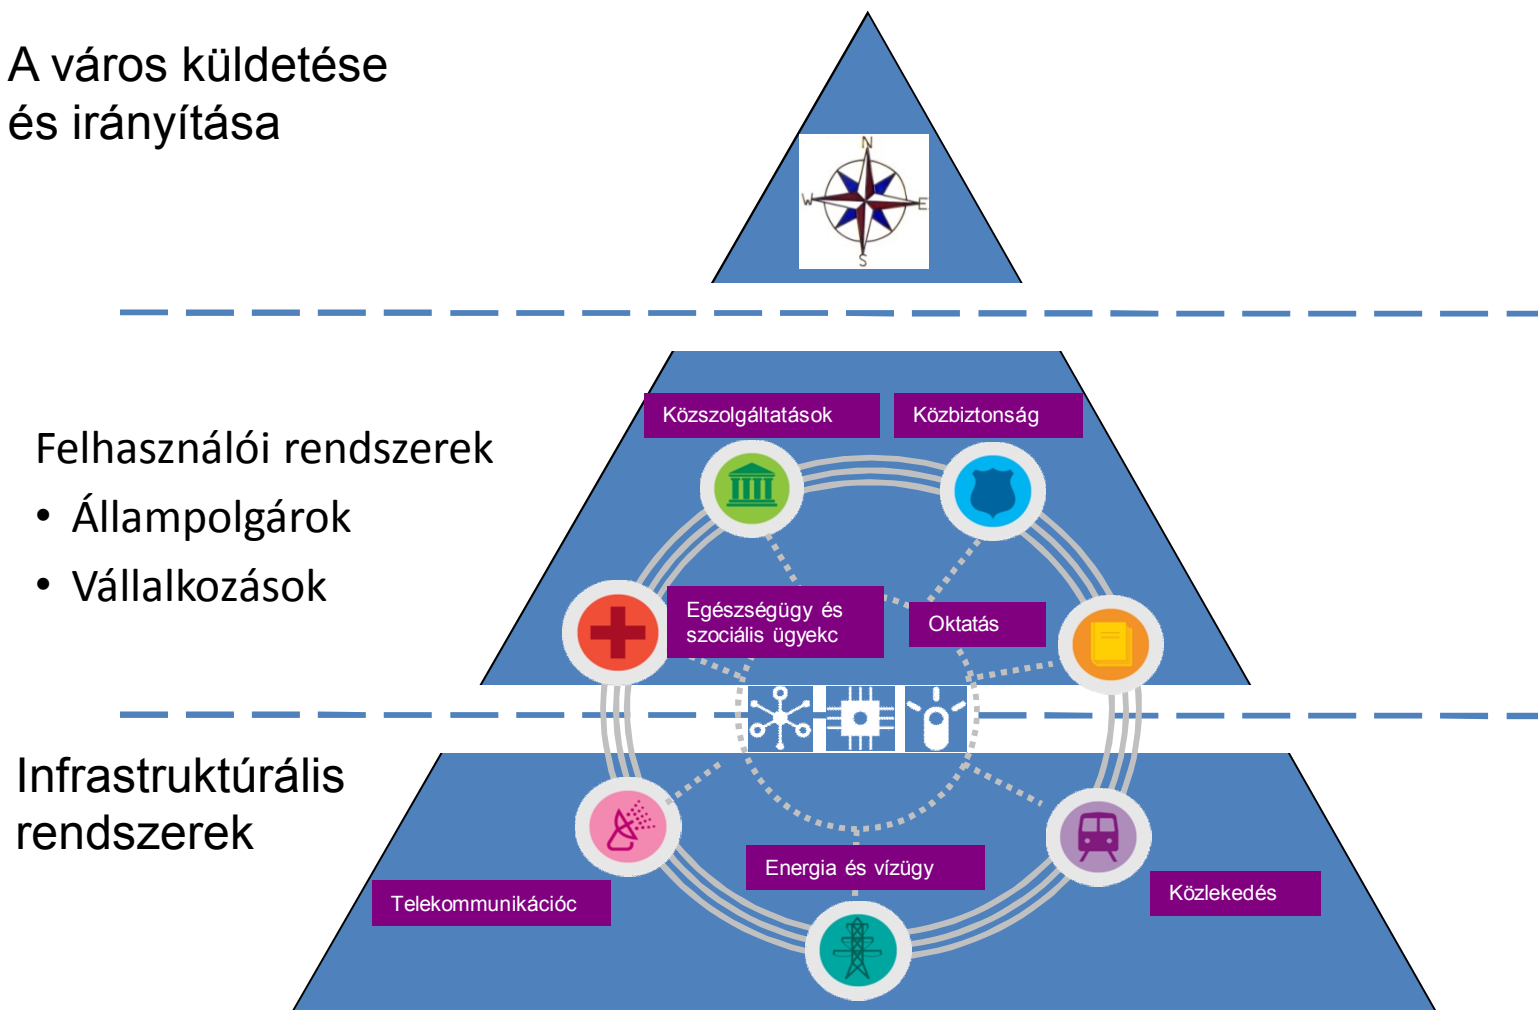 A város küldetése
és irányítása
N
W
E
S
Közszolgáltatások
Közbiztonság
Felhasználói rendszerek
• Állampolgárok
• Vállalkozások
Egészségügy és
szociális ügyekc
Oktatás
Infrastruktúrális
rendszerek
Energia és vízügy
Telekommunikációc
Közlekedés